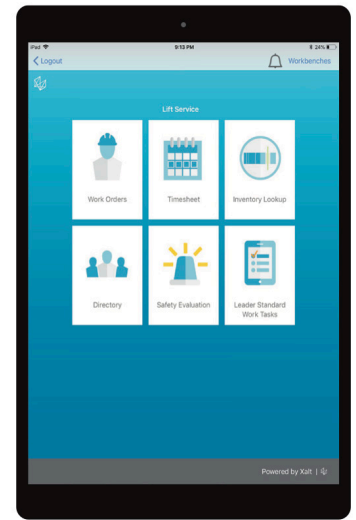 iPad
5:13 PM
24%
Logout
Workbenches
Lift Service
Work Orders
Timesheet
Inventory Lookup
Directory
Safety Evaluation
Leader Standard
Work Tasks
Powered by Xalt |